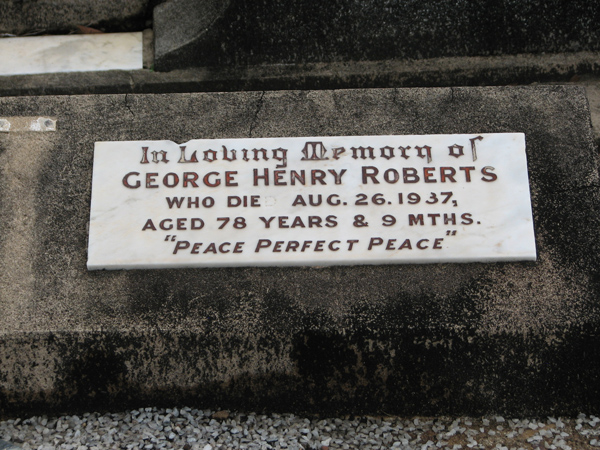 In Loving Memory of
GEORGE HENRY ROBERTS
WHO DIED AUG. 26. 1937,
AGED 78 YEARS & 9 MTHS.
"PEACE PERFECT PEACE"